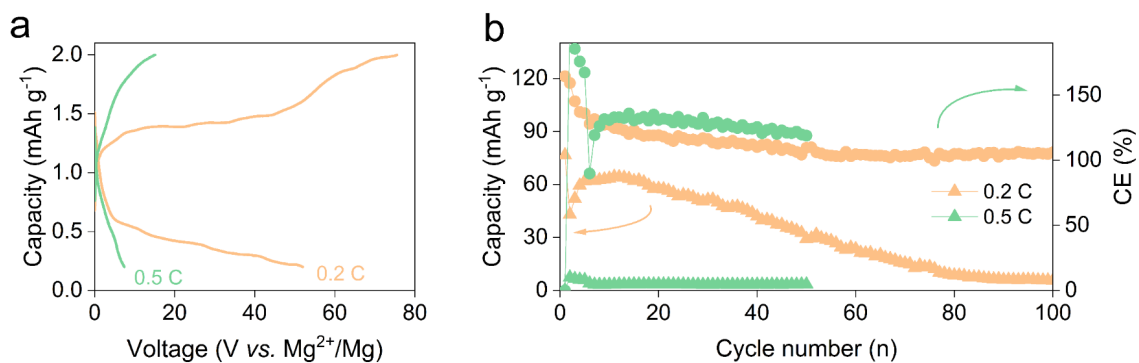 a
Capacity (mAh g⁻¹)
2.0
1.5
1.0
0.5
0.0
0.5 C
0.2 C
0
20
40
60
80
Voltage (V vs. Mg²⁺/Mg)
b
Capacity (mAh g⁻¹)
120
90
60
30
0
0.2 C
0.5 C
150
100
50
0
CE (%)
0
20
40
60
80
100
Cycle number (n)